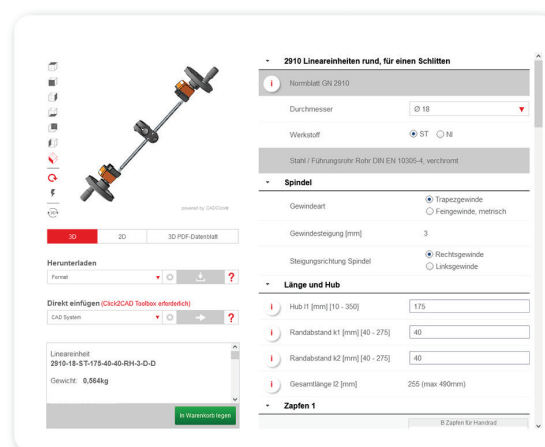 powered by CADClick
3D
2D
3D PDF-Datenblatt
Herunterladen
Format
?
Direkt einfügen (Click2CAD Toolbox erforderlich)
CAD System
?
Lineareinheit
2910-18-ST-175-40-40-RH-3-D-D
Gewicht: 0,564kg
In Warenkorb legen
2910 Lineareinheiten rund, für einen Schlitten
i Normblatt GN 2910
Durchmesser Ø 18
Werkstoff ST NI
Stahl / Führungsrohr Rohr DIN EN 10305-4, verchromt
Spindel
Gewindeart Trapezgewinde
Feingewinde, metrisch
Gewindesteigung [mm] 3
Steigungsrichtung Spindel Rechtsgewinde
Linksgewinde
Länge und Hub
i Hub l1 [mm] [10 - 350] 175
i Randabstand k1 [mm] [40 - 275] 40
i Randabstand k2 [mm] [40 - 275] 40
i Gesamtlänge l2 [mm] 255 (max 490mm)
Zapfen 1
B Zapfen für Handrad